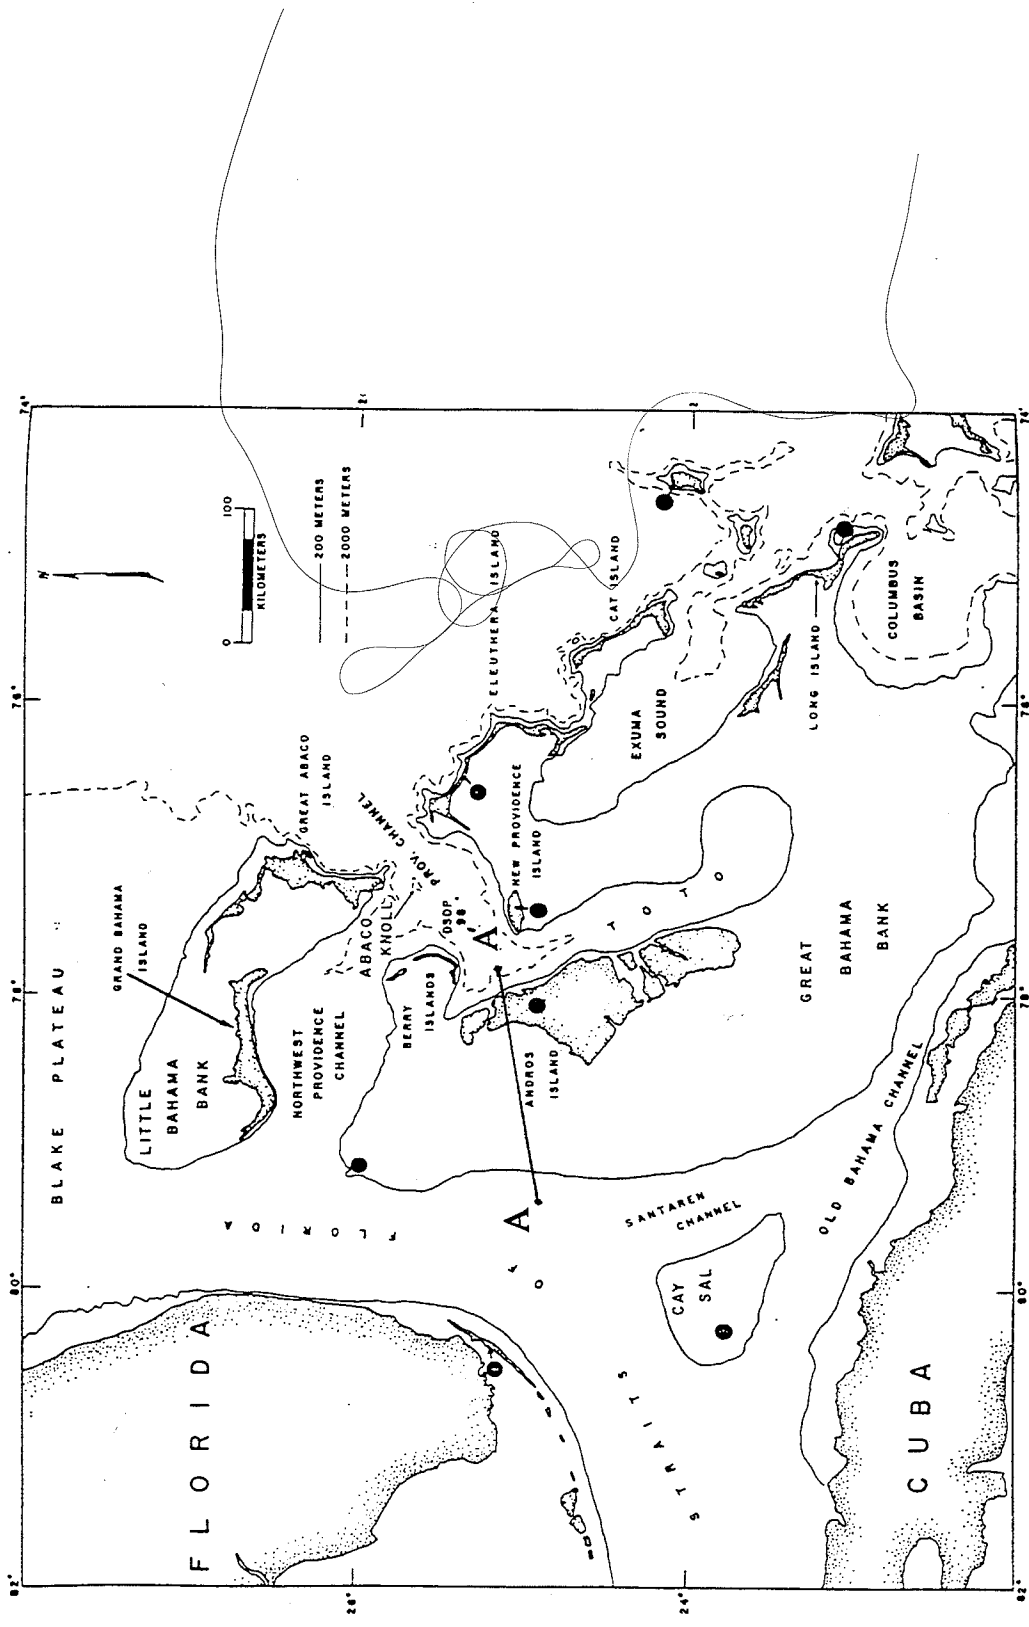 BLAKE PLATEAU
N
0 100
KILOMETERS
200 METERS
2000 METERS
GRAND BAHAMA
ISLAND
LITTLE
BAHAMA
BANK
GREAT ABACO
ISLAND
NORTHWEST
PROVIDENCE
CHANNEL
PROV. CHANNEL
ABACO
KNOLL
DSDP
98
BERRY
ISLANDS
ELEUTHERA ISLAND
NEW PROVIDENCE
ISLAND
CAT ISLAND
EXUMA
SOUND
ANDROS
ISLAND
A
A
T O T O
GREAT
BAHAMA
BANK
LONG ISLAND
COLUMBUS
BASIN
SANTAREN
CHANNEL
OLD BAHAMA CHANNEL
CAY
SAL
FLORIDA
STRAITS
OF
FLORIDA
CUBA
82°
80°
78°
76°
74°
26°
24°
2
2
82°
80°
78°
76°
74°